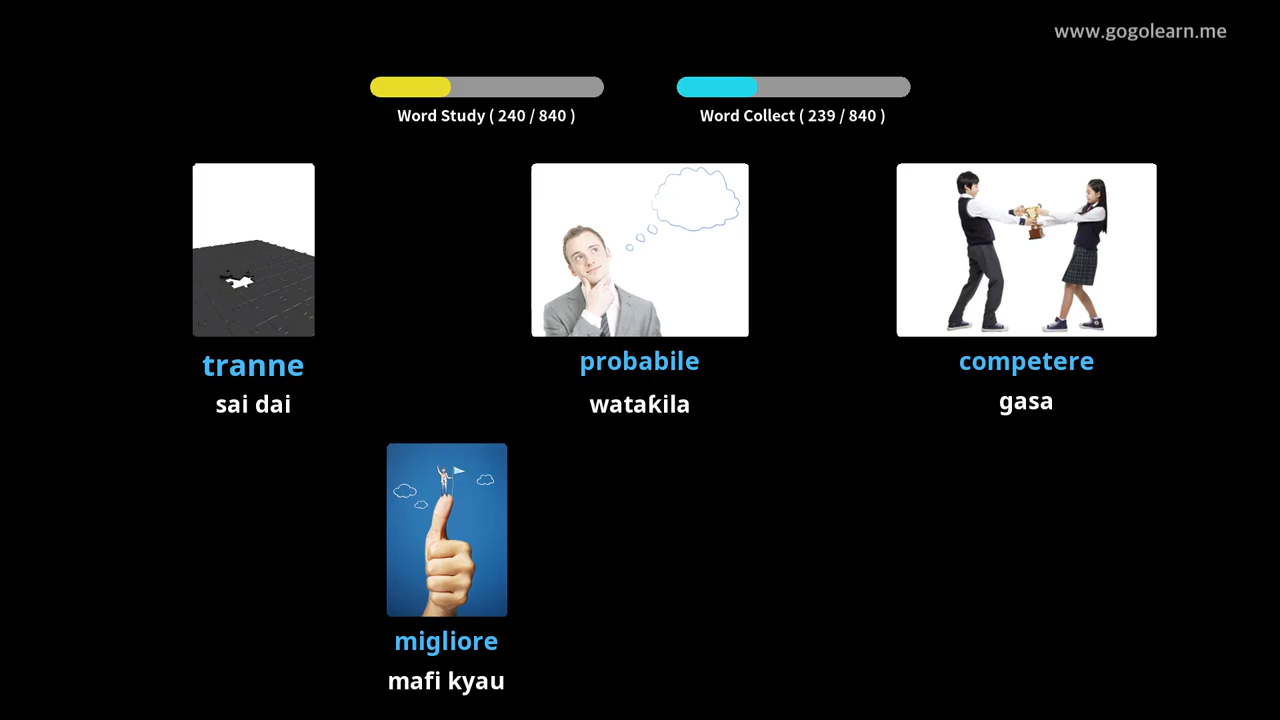 www.gogolearn.me
Word Study ( 240 / 840 )
Word Collect ( 239 / 840 )
tranne
sai dai
probabile
wataƙila
competere
gasa
migliore
mafi kyau